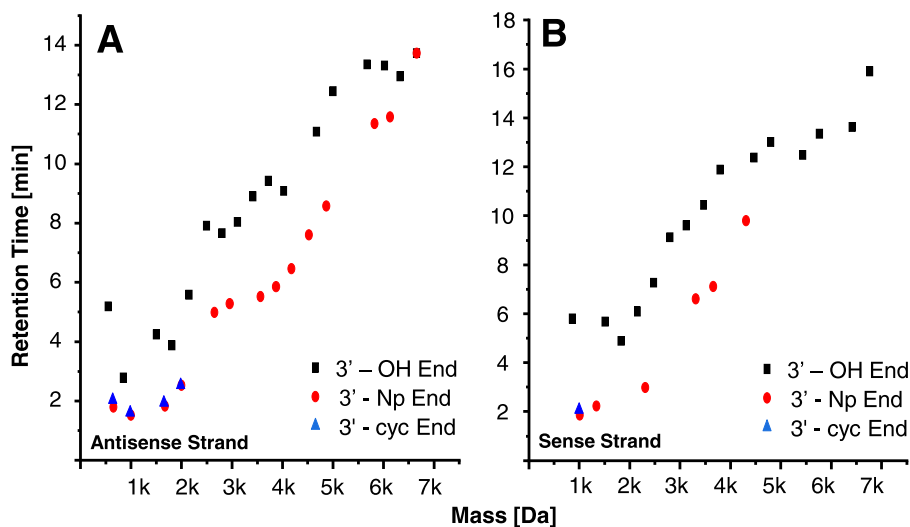 A
B
Retention Time [min]
14
12
10
8
6
4
2
18
16
14
12
10
8
6
4
2
0
3’ – OH End
3’ - Np End
3' - cyc End
Antisense Strand
3’ – OH End
3’ - Np End
3' - cyc End
Sense Strand
1k 2k 3k 4k 5k 6k 7k
1k 2k 3k 4k 5k 6k 7k
Mass [Da]